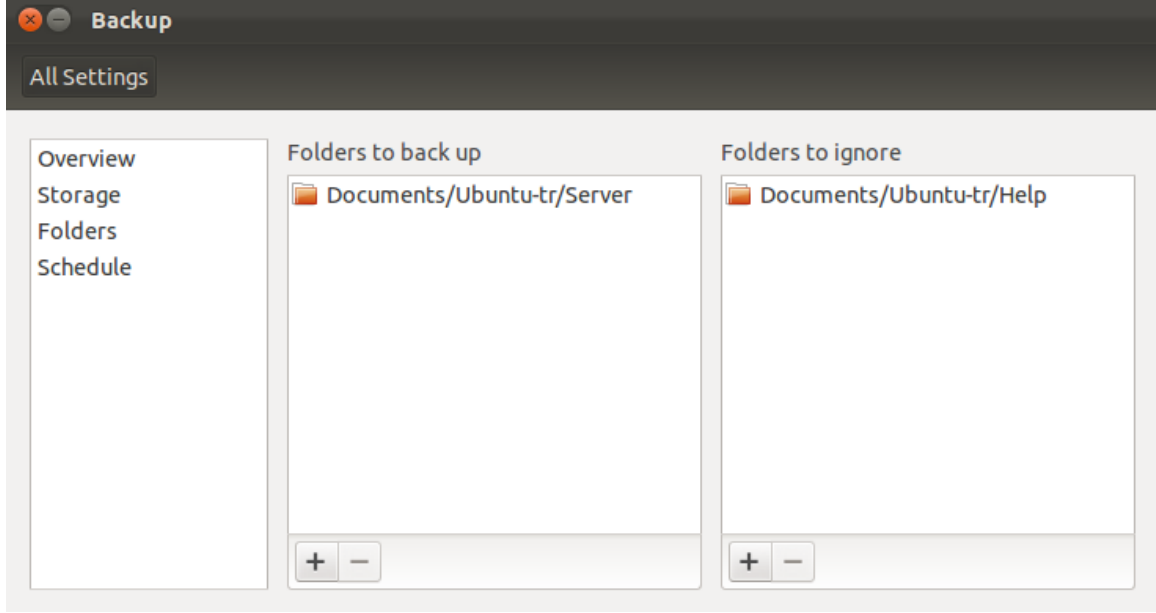 Backup
All Settings
Overview
Storage
Folders
Schedule
Folders to back up
Documents/Ubuntu-tr/Server
Folders to ignore
Documents/Ubuntu-tr/Help